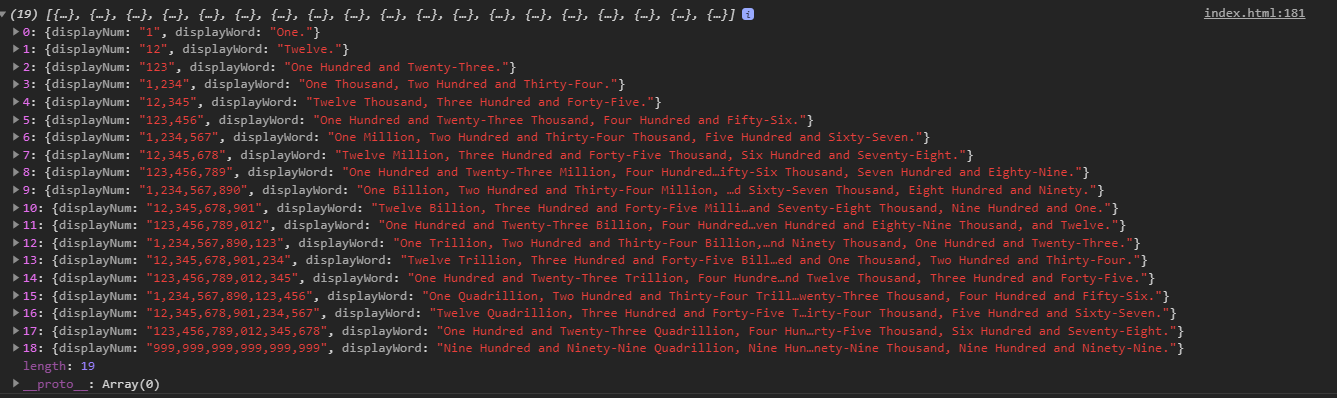 (19) [{…}, {…}, {…}, {…}, {…}, {…}, {…}, {…}, {…}, {…}, {…}, {…}, {…}, {…}, {…}, {…}, {…}, {…}, {…}] i index.html:181
0: {displayNum: "1", displayWord: "One."}
1: {displayNum: "12", displayWord: "Twelve."}
2: {displayNum: "123", displayWord: "One Hundred and Twenty-Three."}
3: {displayNum: "1,234", displayWord: "One Thousand, Two Hundred and Thirty-Four."}
4: {displayNum: "12,345", displayWord: "Twelve Thousand, Three Hundred and Forty-Five."}
5: {displayNum: "123,456", displayWord: "One Hundred and Twenty-Three Thousand, Four Hundred and Fifty-Six."}
6: {displayNum: "1,234,567", displayWord: "One Million, Two Hundred and Thirty-Four Thousand, Five Hundred and Sixty-Seven."}
7: {displayNum: "12,345,678", displayWord: "Twelve Million, Three Hundred and Forty-Five Thousand, Six Hundred and Seventy-Eight."}
8: {displayNum: "123,456,789", displayWord: "One Hundred and Twenty-Three Million, Four Hundred…ifty-Six Thousand, Seven Hundred and Eighty-Nine."}
9: {displayNum: "1,234,567,890", displayWord: "One Billion, Two Hundred and Thirty-Four Million, …d Sixty-Seven Thousand, Eight Hundred and Ninety."}
10: {displayNum: "12,345,678,901", displayWord: "Twelve Billion, Three Hundred and Forty-Five Milli…and Seventy-Eight Thousand, Nine Hundred and One."}
11: {displayNum: "123,456,789,012", displayWord: "One Hundred and Twenty-Three Billion, Four Hundred…ven Hundred and Eighty-Nine Thousand, and Twelve."}
12: {displayNum: "1,234,567,890,123", displayWord: "One Trillion, Two Hundred and Thirty-Four Billion,…nd Ninety Thousand, One Hundred and Twenty-Three."}
13: {displayNum: "12,345,678,901,234", displayWord: "Twelve Trillion, Three Hundred and Forty-Five Bill…ed and One Thousand, Two Hundred and Thirty-Four."}
14: {displayNum: "123,456,789,012,345", displayWord: "One Hundred and Twenty-Three Trillion, Four Hundre…nd Twelve Thousand, Three Hundred and Forty-Five."}
15: {displayNum: "1,234,567,890,123,456", displayWord: "One Quadrillion, Two Hundred and Thirty-Four Trill…wenty-Three Thousand, Four Hundred and Fifty-Six."}
16: {displayNum: "12,345,678,901,234,567", displayWord: "Twelve Quadrillion, Three Hundred and Forty-Five T…irty-Four Thousand, Five Hundred and Sixty-Seven."}
17: {displayNum: "123,456,789,012,345,678", displayWord: "One Hundred and Twenty-Three Quadrillion, Four Hun…rty-Five Thousand, Six Hundred and Seventy-Eight."}
18: {displayNum: "999,999,999,999,999,999", displayWord: "Nine Hundred and Ninety-Nine Quadrillion, Nine Hun…nety-Nine Thousand, Nine Hundred and Ninety-Nine."}
length: 19
__proto__: Array(0)